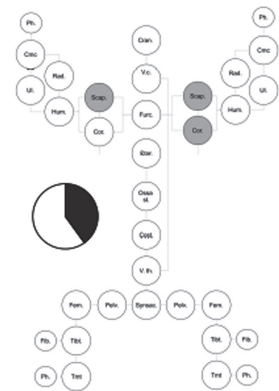 Ph. Cran. Ph.
Cmc V.c. Cmc
Rad. Rad.
Ul. Scap. Scap. Ul.
Hum. Furc. Hum.
Cor. Cor.
Ster.
Ossa
st.
Cost.
V. th.
Fem. Pelv. Synsac. Pelv. Fem.
Fib. Tibt. Tibt. Fib.
Ph. Tmt Tmt Ph.